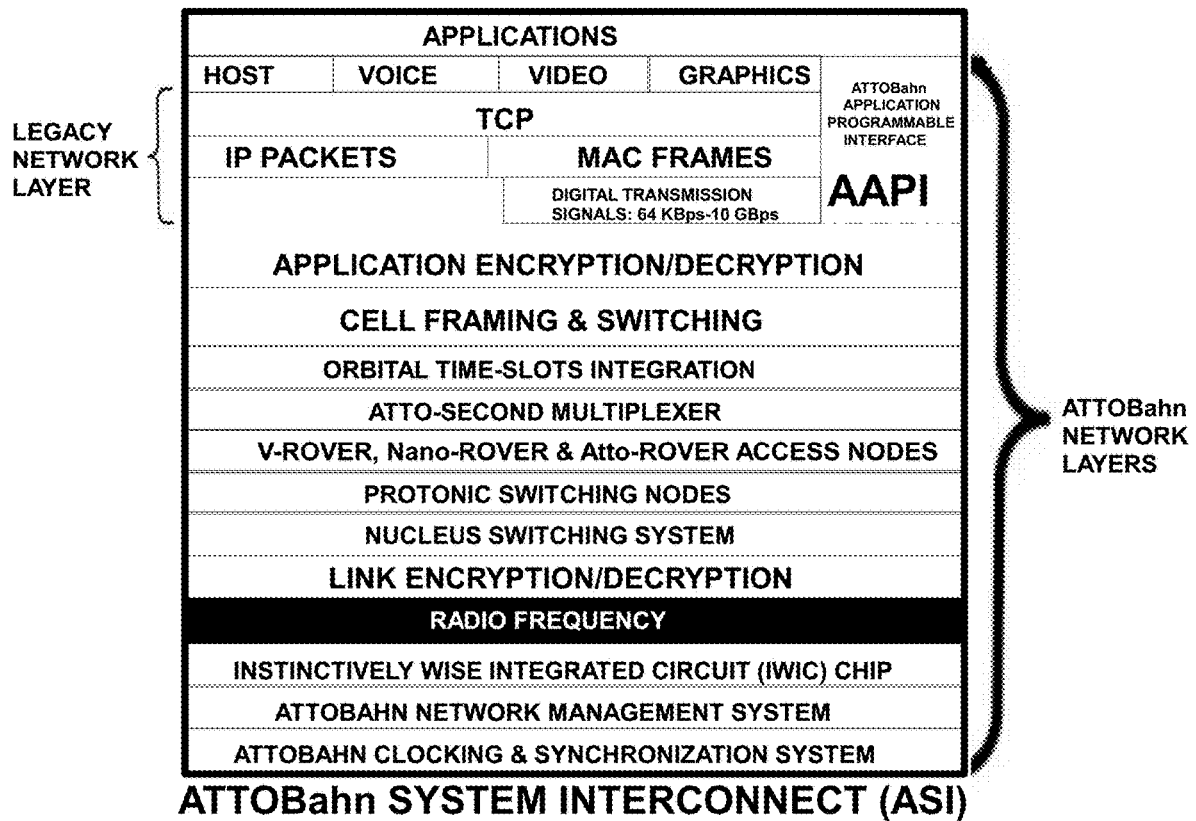 APPLICATIONS
HOST VOICE VIDEO GRAPHICS
ATTOBahn
APPLICATION
PROGRAMMABLE
INTERFACE
AAPI
LEGACY
NETWORK
LAYER
TCP
IP PACKETS MAC FRAMES
DIGITAL TRANSMISSION
SIGNALS: 64 KBps-10 GBps
APPLICATION ENCRYPTION/DECRYPTION
CELL FRAMING & SWITCHING
ORBITAL TIME-SLOTS INTEGRATION
ATTO-SECOND MULTIPLEXER
V-ROVER, Nano-ROVER & Atto-ROVER ACCESS NODES
PROTONIC SWITCHING NODES
NUCLEUS SWITCHING SYSTEM
LINK ENCRYPTION/DECRYPTION
RADIO FREQUENCY
INSTINCTIVELY WISE INTEGRATED CIRCUIT (IWIC) CHIP
ATTOBAHN NETWORK MANAGEMENT SYSTEM
ATTOBAHN CLOCKING & SYNCHRONIZATION SYSTEM
ATTOBahn
NETWORK
LAYERS
ATTOBahn SYSTEM INTERCONNECT (ASI)